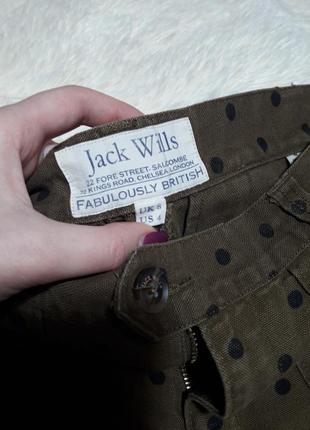 Jack Wills
22 FORE STREET-SALCOMBE
72 KINGS ROAD, CHELSEA, LONDON
FABULOUSLY BRITISH
UK 8
US 4